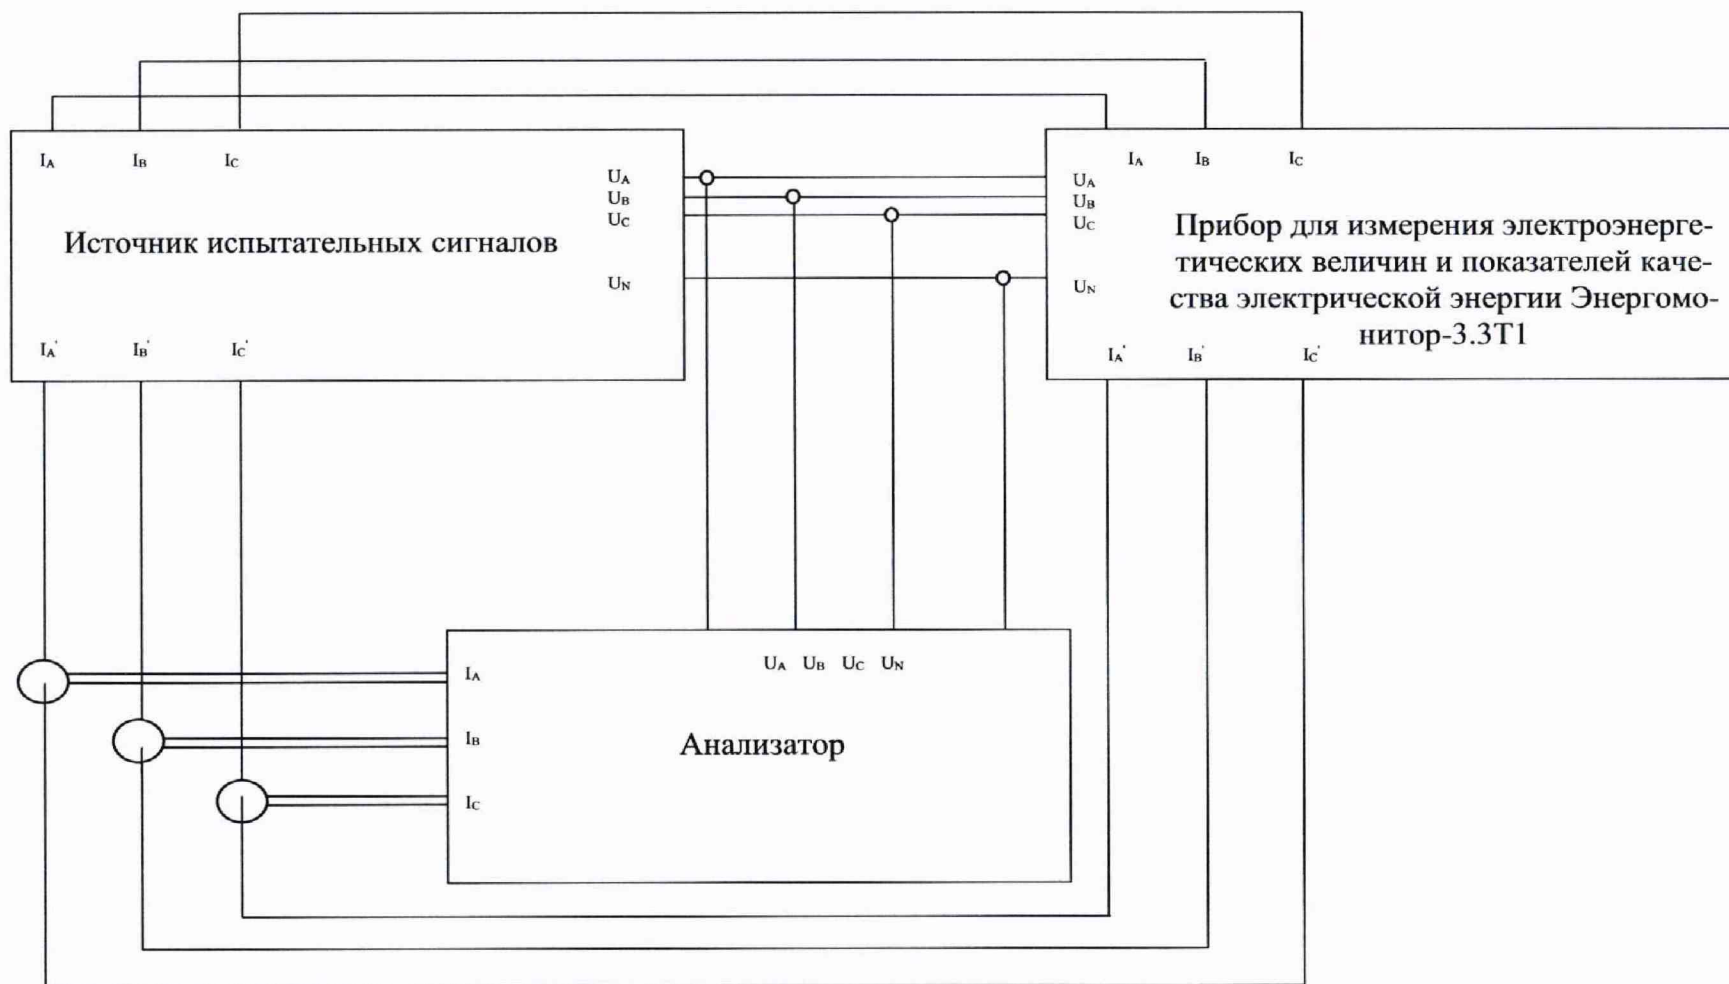 IA IB IC
UA
UB
UC
UN
Источник испытательных сигналов
IA' IB' IC'
IA IB IC
UA
UB
UC
UN
Прибор для измерения электроэнерге-
тических величин и показателей каче-
ства электрической энергии Энергомо-
нитор-3.3Т1
IA' IB' IC'
UA UB UC UN
IA
IB
IC
Анализатор